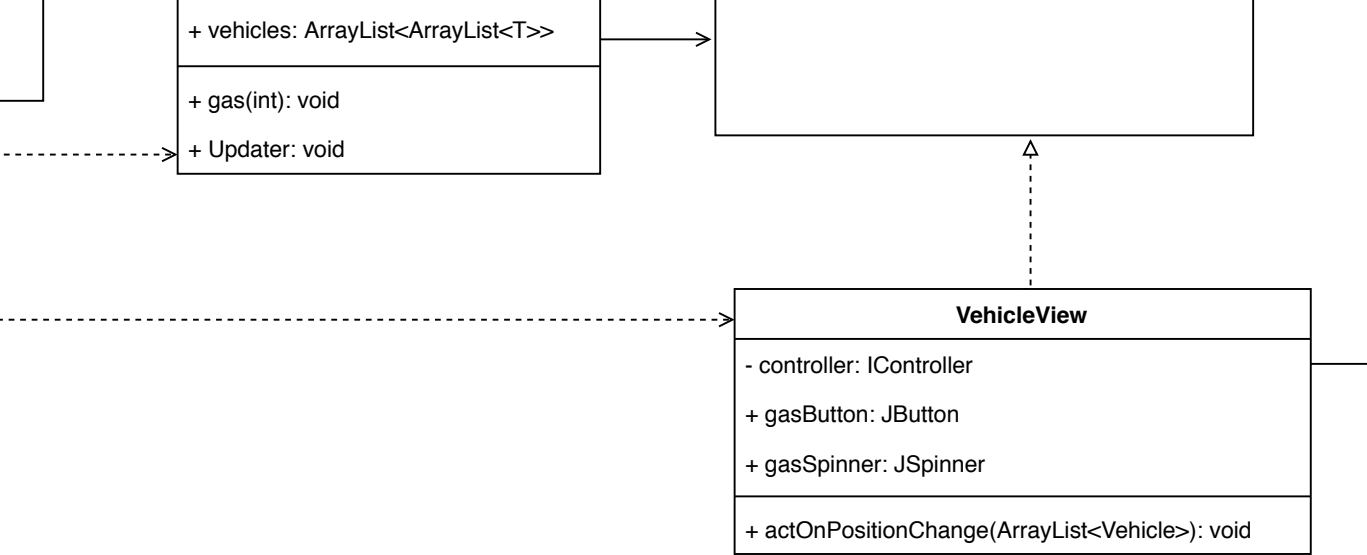 + vehicles: ArrayList<ArrayList<T>>
+ gas(int): void
+ Updater: void
VehicleView
- controller: IController
+ gasButton: JButton
+ gasSpinner: JSpinner
+ actOnPositionChange(ArrayList<Vehicle>): void